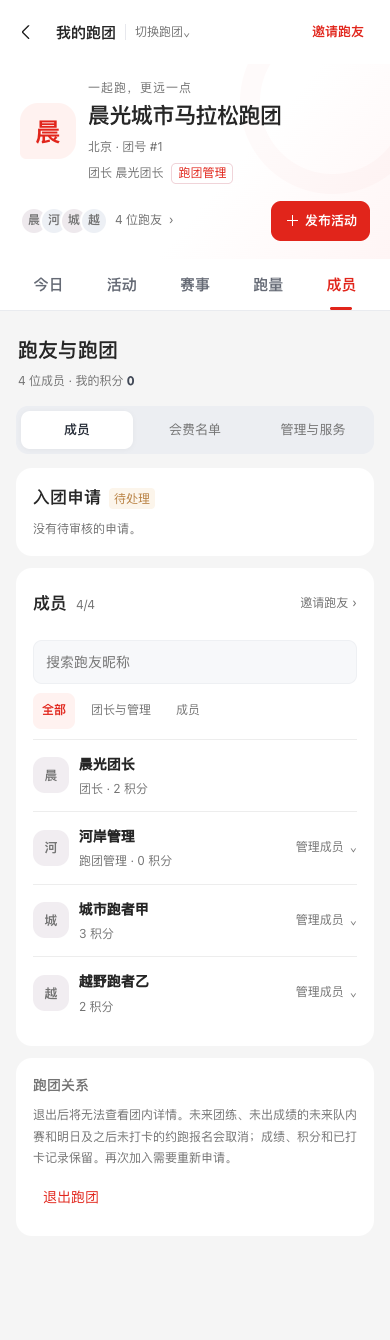 我的跑团 切换跑团 邀请跑友
一起跑，更远一点
晨 晨光城市马拉松跑团
北京 · 团号 #1
团长 晨光团长 跑团管理
晨 河 城 越 4 位跑友 › 发布活动
今日 活动 赛事 跑量 成员
跑友与跑团
4 位成员 · 我的积分 0
成员 会费名单 管理与服务
入团申请 待处理
没有待审核的申请。
成员 4/4 邀请跑友 ›
搜索跑友昵称
全部 团长与管理 成员
晨 晨光团长
团长 · 2 积分
河 河岸管理
跑团管理 · 0 积分 管理成员
城 城市跑者甲
3 积分 管理成员
越 越野跑者乙
2 积分 管理成员
跑团关系
退出后将无法查看团内详情。未来团练、未出成绩的未来队内
赛和明日及之后未打卡的约跑报名会取消；成绩、积分和已打
卡记录保留。再次加入需要重新申请。
退出跑团